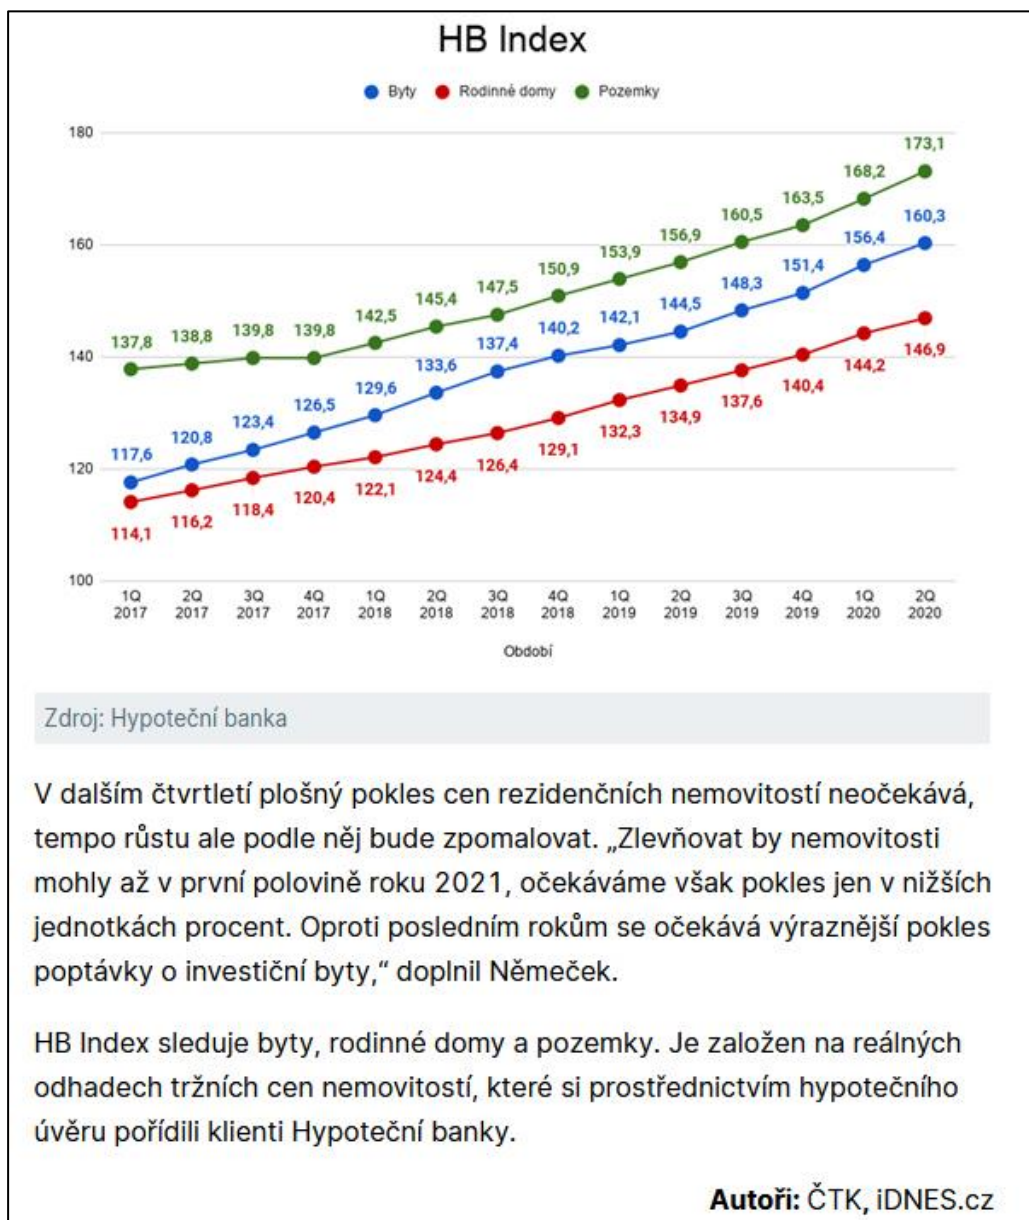 HB Index
Byty Rodinné domy Pozemky
180
160
140
120
100
137,8 138,8 139,8 139,8 142,5 145,4 147,5 150,9 153,9 156,9 160,5 163,5 168,2 173,1
117,6 120,8 123,4 126,5 129,6 133,6 137,4 140,2 142,1 144,5 148,3 151,4 156,4 160,3
114,1 116,2 118,4 120,4 122,1 124,4 126,4 129,1 132,3 134,9 137,6 140,4 144,2 146,9
1Q 2Q 3Q 4Q 1Q 2Q 3Q 4Q 1Q 2Q 3Q 4Q 1Q 2Q
2017 2017 2017 2017 2018 2018 2018 2018 2019 2019 2019 2019 2020 2020
Období
Zdroj: Hypoteční banka
V dalším čtvrtletí plošný pokles cen rezidenčních nemovitostí neočekává,
tempo růstu ale podle něj bude zpomalovat. „Zlevňovat by nemovitosti
mohly až v první polovině roku 2021, očekáváme však pokles jen v nižších
jednotkách procent. Oproti posledním rokům se očekává výraznější pokles
poptávky o investiční byty,“ doplnil Němeček.
HB Index sleduje byty, rodinné domy a pozemky. Je založen na reálných
odhadech tržních cen nemovitostí, které si prostřednictvím hypotečního
úvěru pořídili klienti Hypoteční banky.
Autoři: ČTK, iDNES.cz